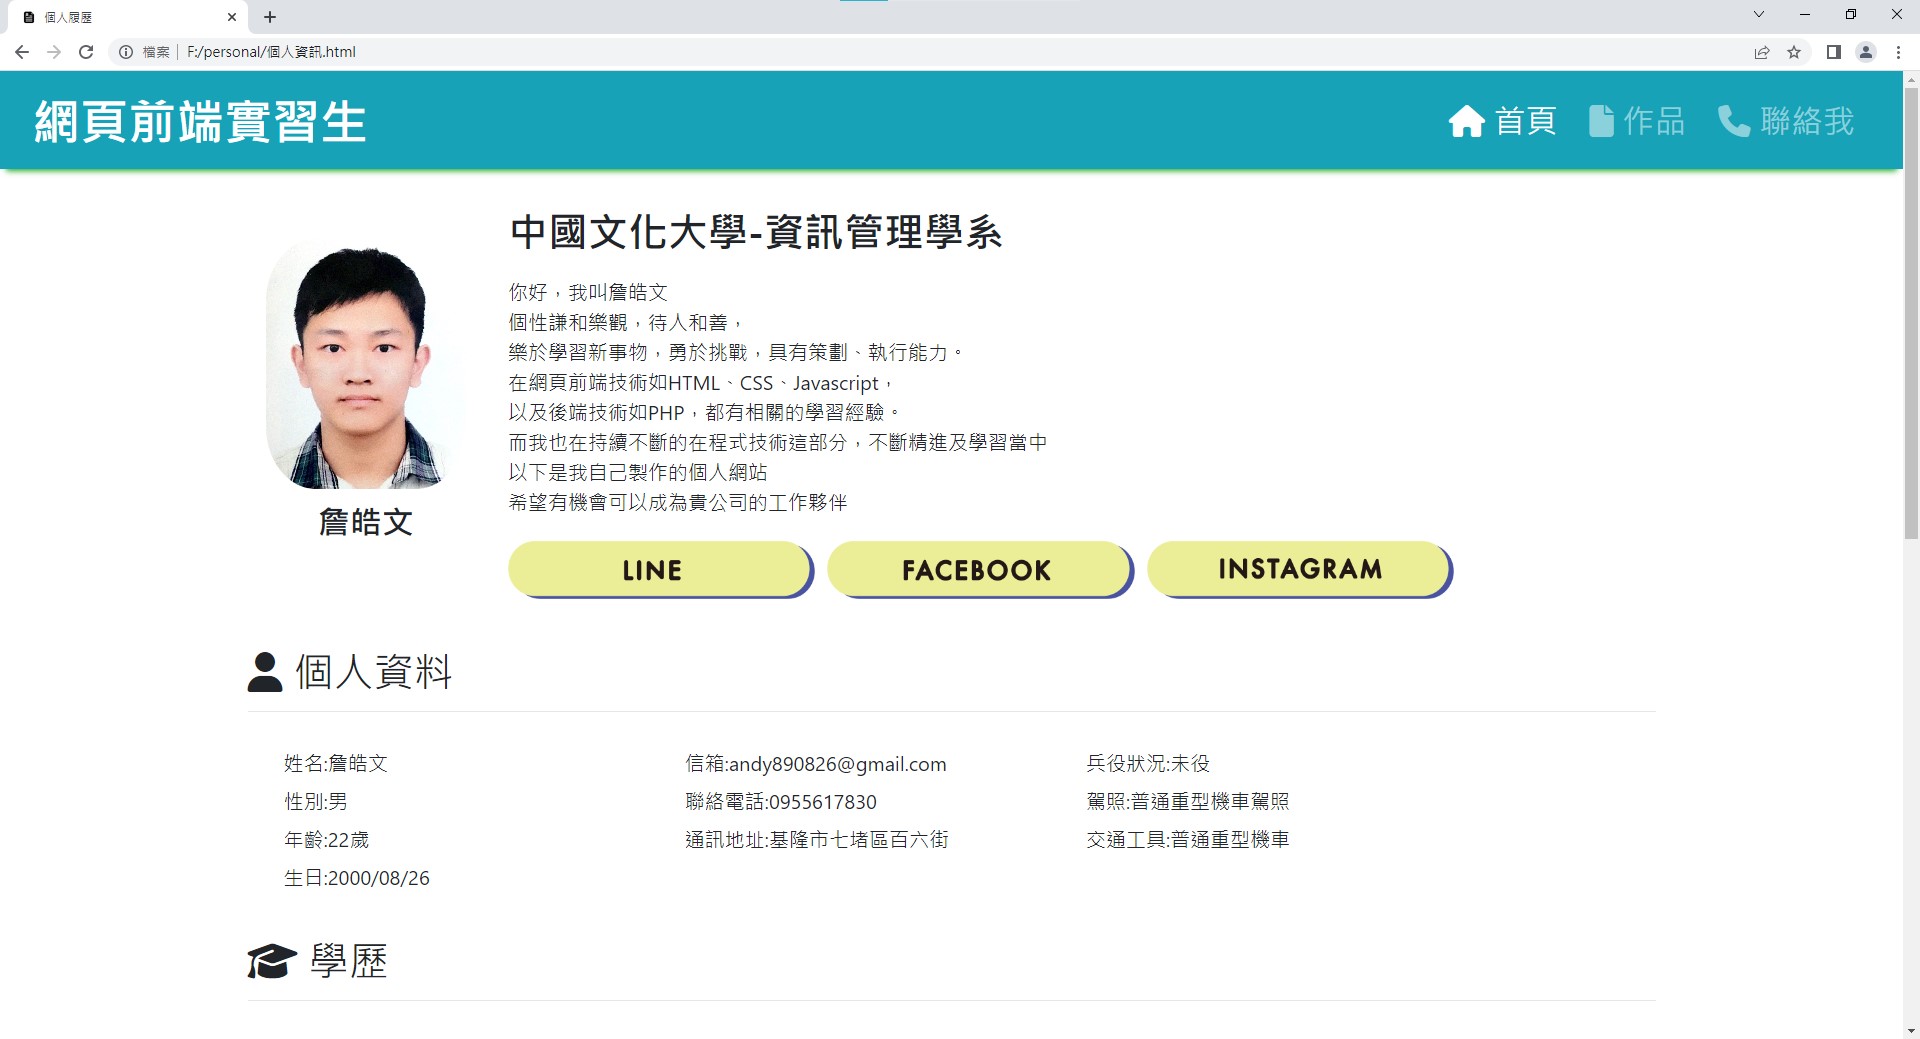 個人履歷
檔案 F:/personal/個人資訊.html
網頁前端實習生
首頁 作品 聯絡我
中國文化大學-資訊管理學系
你好，我叫詹皓文
個性謙和樂觀，待人和善，
樂於學習新事物，勇於挑戰，具有策劃、執行能力。
在網頁前端技術如HTML、CSS、Javascript，
以及後端技術如PHP，都有相關的學習經驗。
而我也在持續不斷的在程式技術這部分，不斷精進及學習當中
以下是我自己製作的個人網站
希望有機會可以成為貴公司的工作夥伴
詹皓文
LINE FACEBOOK INSTAGRAM
個人資料
姓名:詹皓文
性別:男
年齡:22歲
生日:2000/08/26
信箱:andy890826@gmail.com
聯絡電話:0955617830
通訊地址:基隆市七堵區百六街
兵役狀況:未役
駕照:普通重型機車駕照
交通工具:普通重型機車
學歷